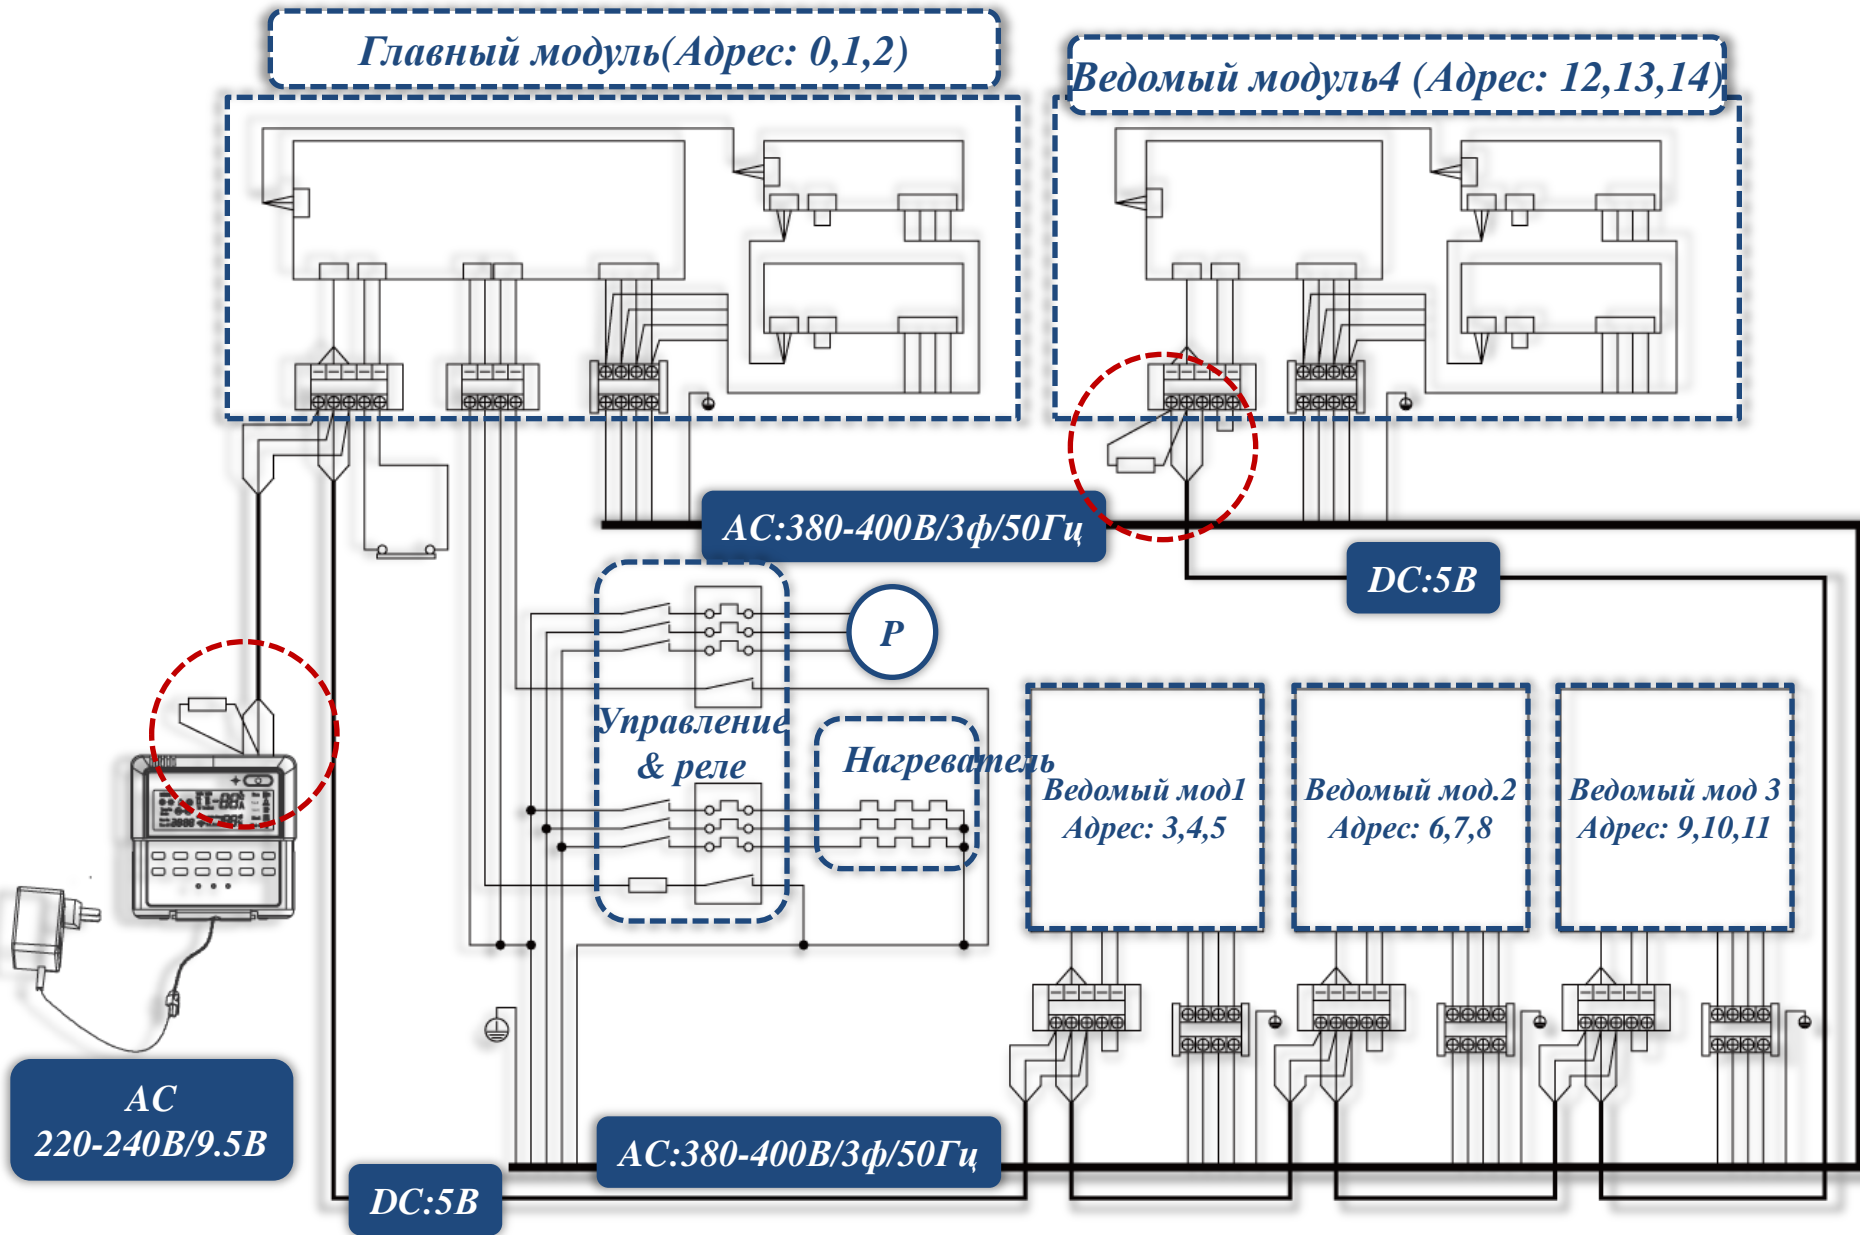 Главный модуль(Адрес: 0,1,2)
Ведомый модуль4 (Адрес: 12,13,14)
AC:380-400В/3ф/50Гц
DC:5В
P
Управление
& реле
Нагреватель
Ведомый мод1
Адрес: 3,4,5
Ведомый мод.2
Адрес: 6,7,8
Ведомый мод 3
Адрес: 9,10,11
AC
220-240В/9.5В
AC:380-400В/3ф/50Гц
DC:5В